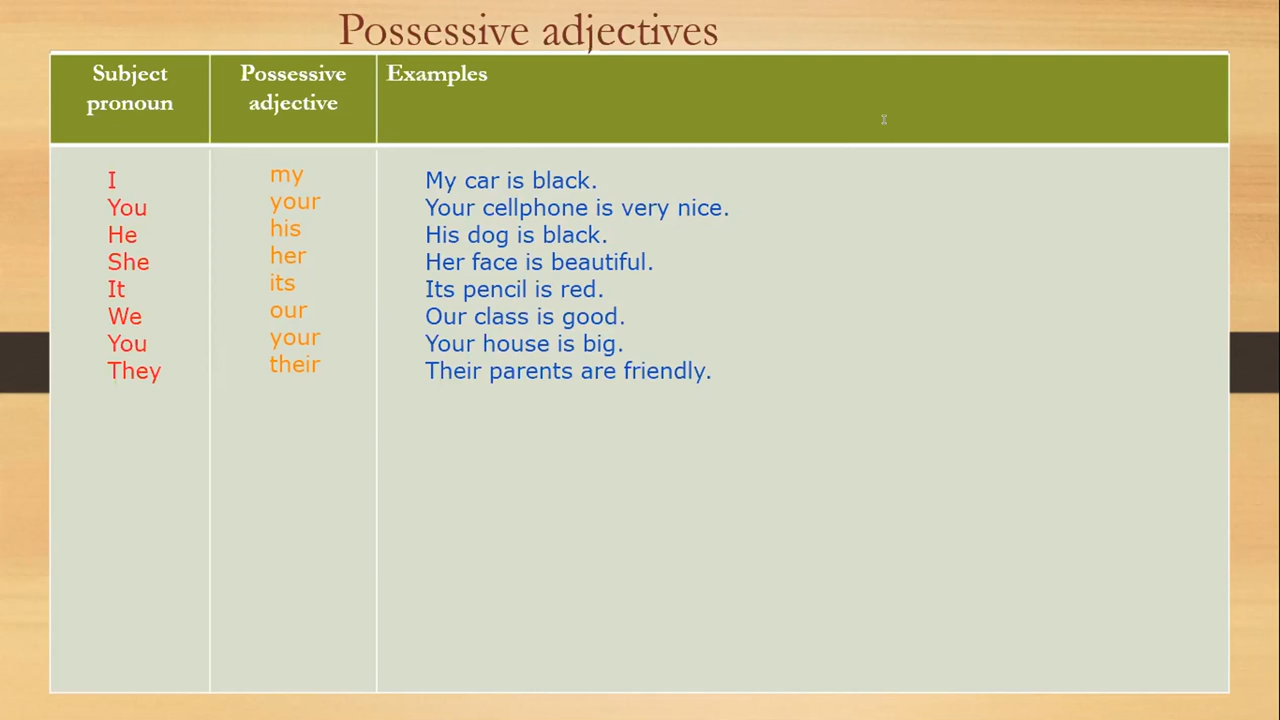 Possessive adjectives
Subject pronoun
Possessive adjective
Examples
I
You
He
She
It
We
You
They
my
your
his
her
its
our
your
their
My car is black.
Your cellphone is very nice.
His dog is black.
Her face is beautiful.
Its pencil is red.
Our class is good.
Your house is big.
Their parents are friendly.